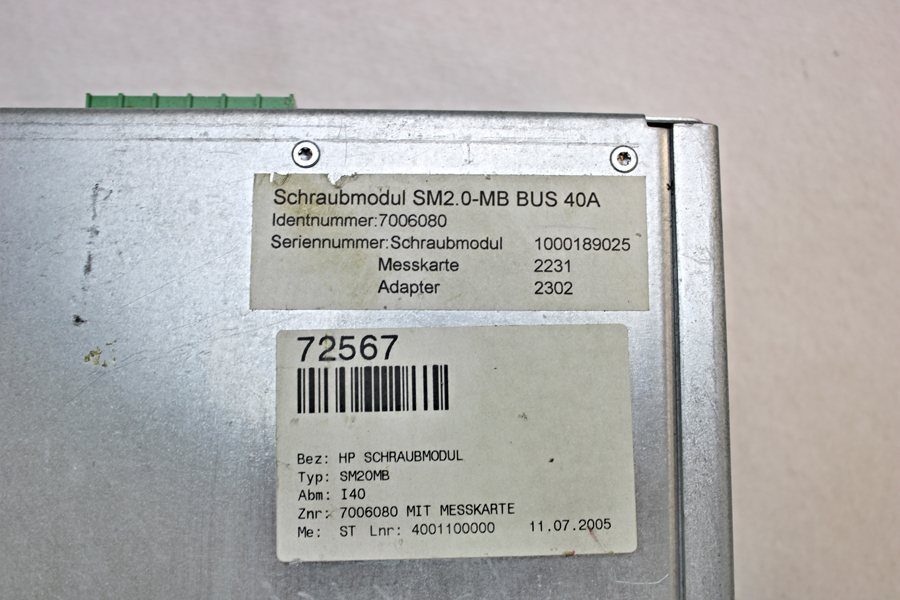 Schraubmodul SM2.0-MB BUS 40A
Identnummer:7006080
Seriennummer:Schraubmodul 1000189025
Messkarte 2231
Adapter 2302
72567
Bez: HP SCHRAUBMODUL
Typ: SM20MB
Abm: I40
Znr: 7006080 MIT MESSKARTE
Me: ST Lnr: 4001100000 11.07.2005